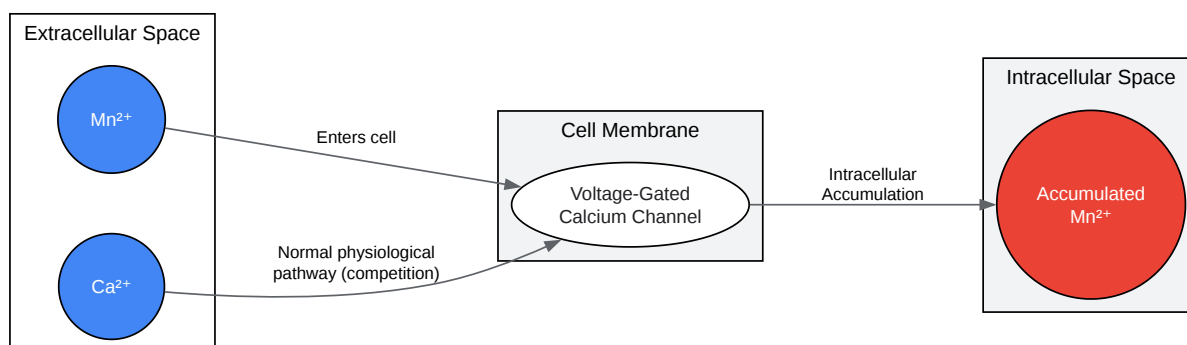 Extracellular Space
Mn²⁺
Ca²⁺
Enters cell
Normal physiological
pathway (competition)
Cell Membrane
Voltage-Gated
Calcium Channel
Intracellular
Accumulation
Intracellular Space
Accumulated
Mn²⁺